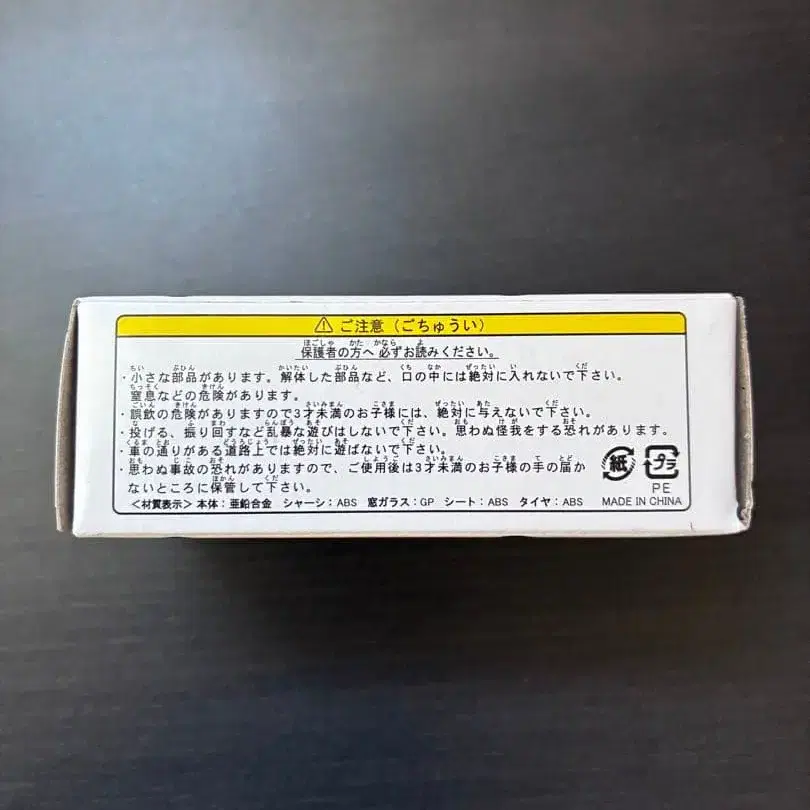 ⚠ ご注意（ごちゅうい）
保護者の方へ 必ずお読みください。
・小さな部品があります。解体した部品など、口の中には絶対に入れないで下さい。
窒息などの危険があります。
・誤飲の危険がありますので3才未満のお子様には、絶対に与えないで下さい。
・投げる、振り回すなど乱暴な遊びはしないで下さい。思わぬ怪我をする恐れがあります。
・車の通りがある道路上では絶対に遊ばないで下さい。
・思わぬ事故の恐れがありますので、ご使用後は3才未満のお子様の手の届か
ないところに保管して下さい。
紙 プラ
PE
＜材質表示＞本体：亜鉛合金 シャーシ：ABS 窓ガラス：GP シート：ABS タイヤ：ABS MADE IN CHINA